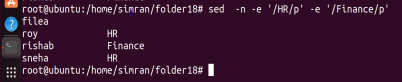 root@ubuntu:/home/simran/folder18# sed  -n -e '/HR/p' -e '/Finance/p'
filea
roy             HR
rishab          Finance
sneha           HR
root@ubuntu:/home/simran/folder18#